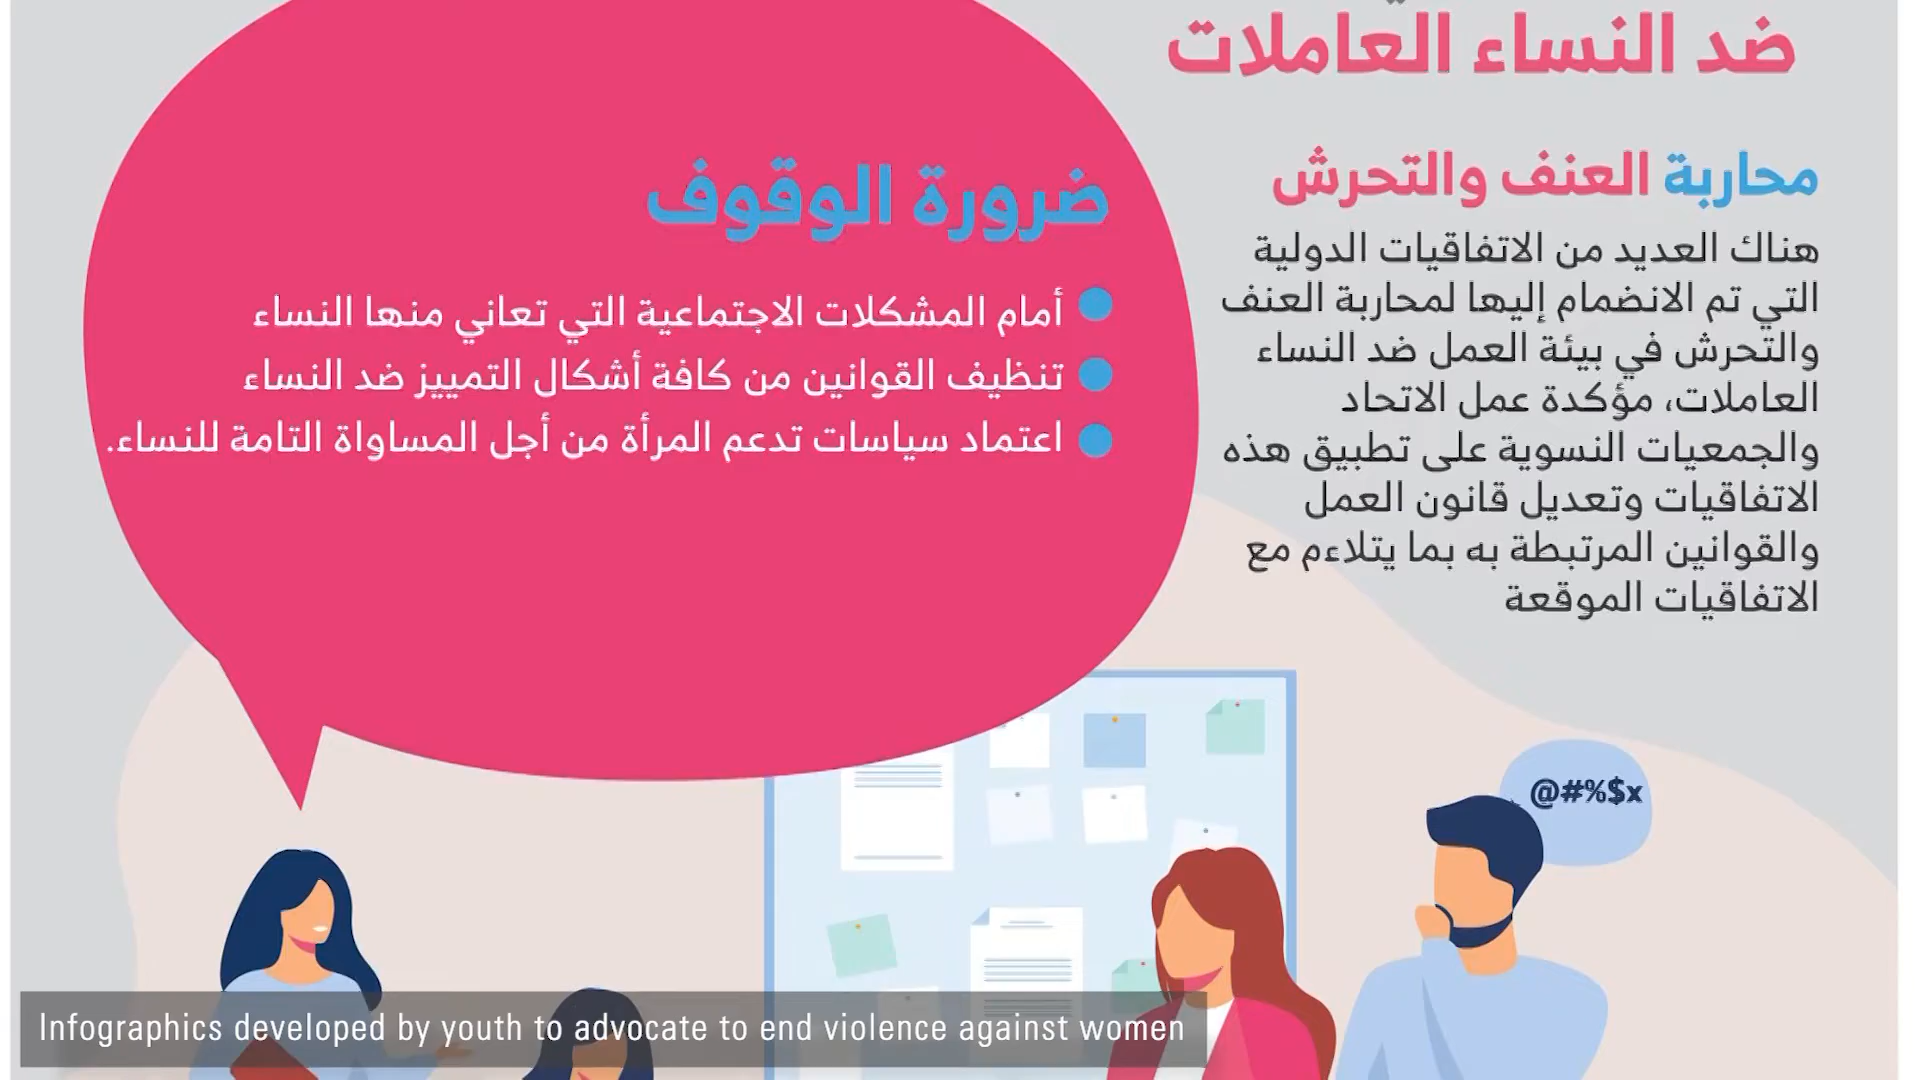 ضد النساء العاملات
محاربة العنف والتحرش
هناك العديد من الاتفاقيات الدولية
التي تم الانضمام إليها لمحاربة العنف
والتحرش في بيئة العمل ضد النساء
العاملات، مؤكدة عمل الاتحاد
والجمعيات النسوية على تطبيق هذه
الاتفاقيات وتعديل قانون العمل
والقوانين المرتبطة به بما يتلاءم مع
الاتفاقيات الموقعة
ضرورة الوقوف
أمام المشكلات الاجتماعية التي تعاني منها النساء
تنظيف القوانين من كافة أشكال التمييز ضد النساء
اعتماد سياسات تدعم المرأة من أجل المساواة التامة للنساء.
@#%$x
Infographics developed by youth to advocate to end violence against women